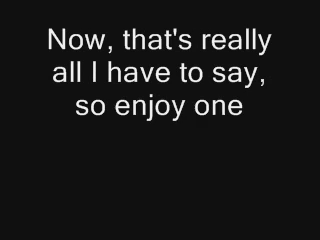 Now, that's really
all I have to say,
so enjoy one